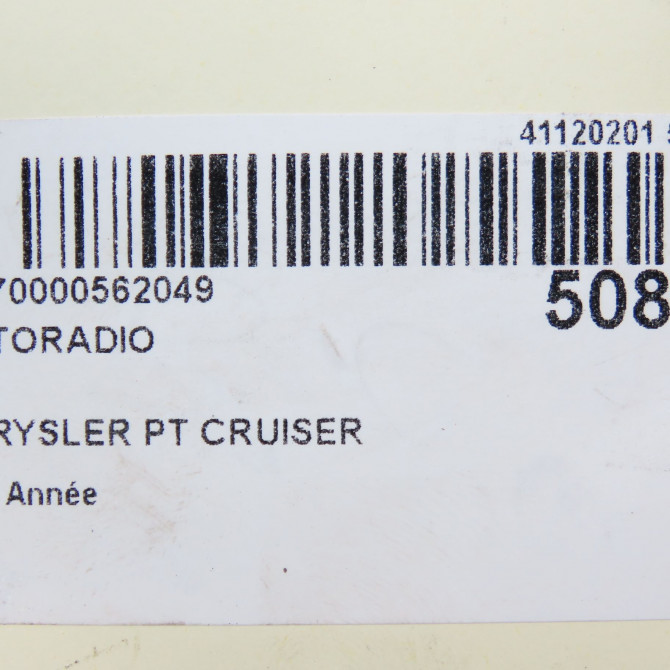 41120201
70000562049
508
TORADIO
RYSLER PT CRUISER
Année